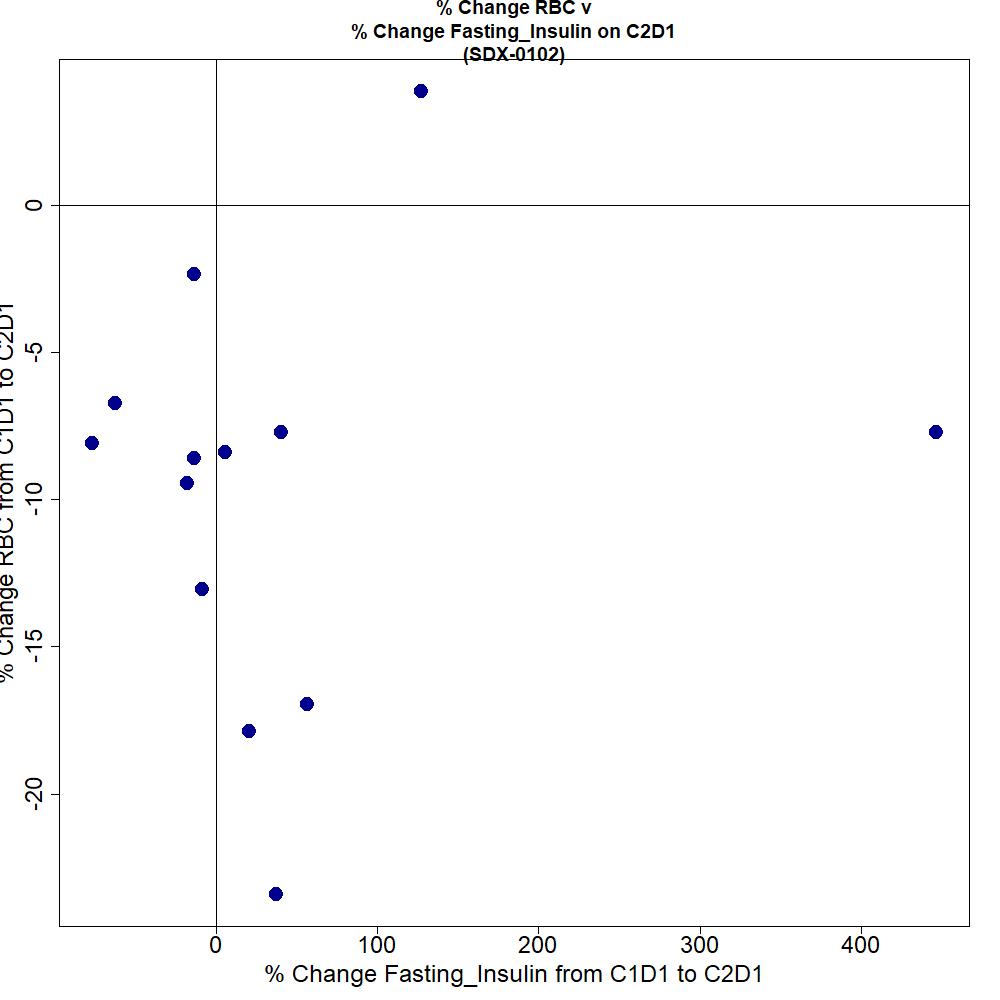 % Change RBC v
% Change Fasting_Insulin on C2D1
(SDX-0102)
% Change RBC from C1D1 to C2D1
0
-5
-10
-15
-20
0
100
200
300
400
% Change Fasting_Insulin from C1D1 to C2D1